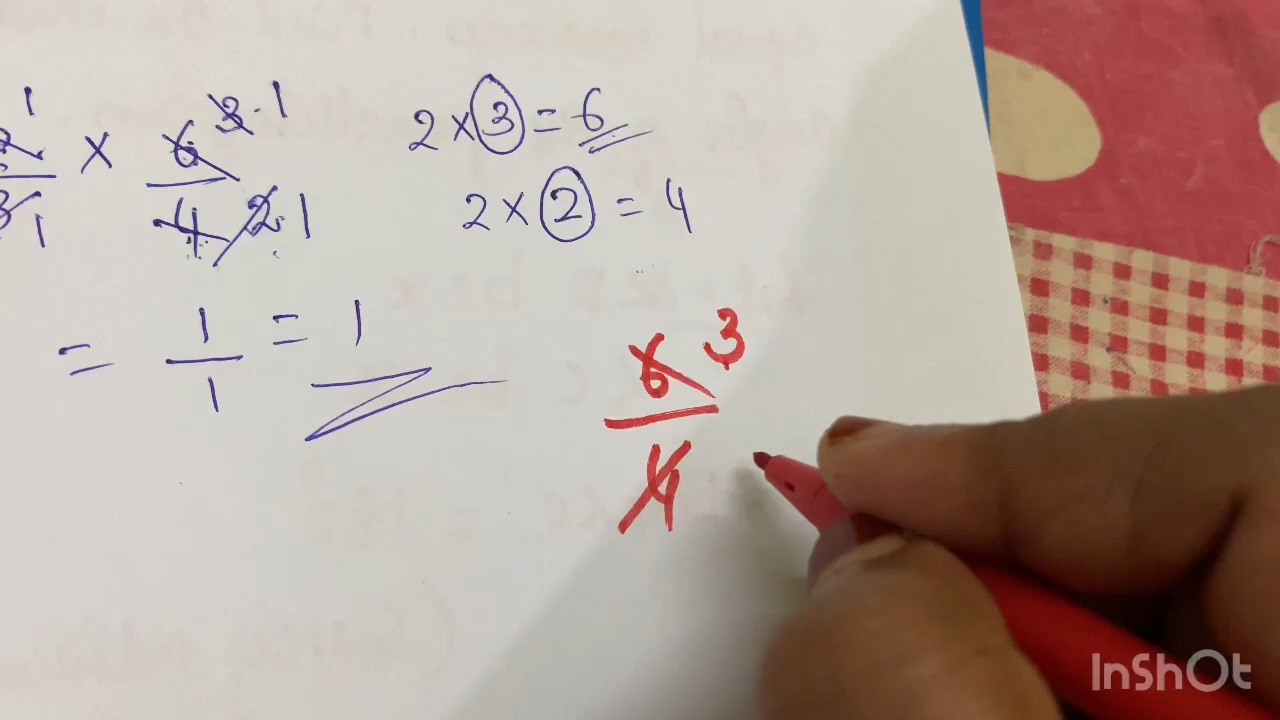 2/3 1 1 × 6/4 3 1 2 1
2 × 3 = 6
2 × 2 = 4
= 1/1 = 1
6/4 3
InShOt